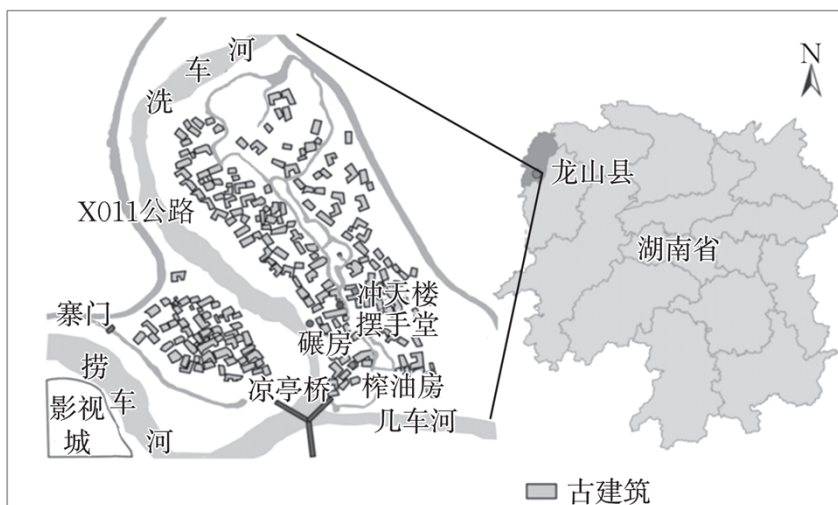 洗车河
N
龙山县
X011公路
湖南省
冲天楼
摆手堂
寨门
碾房
捞车河
凉亭桥
榨油房
影视城
几车河
古建筑